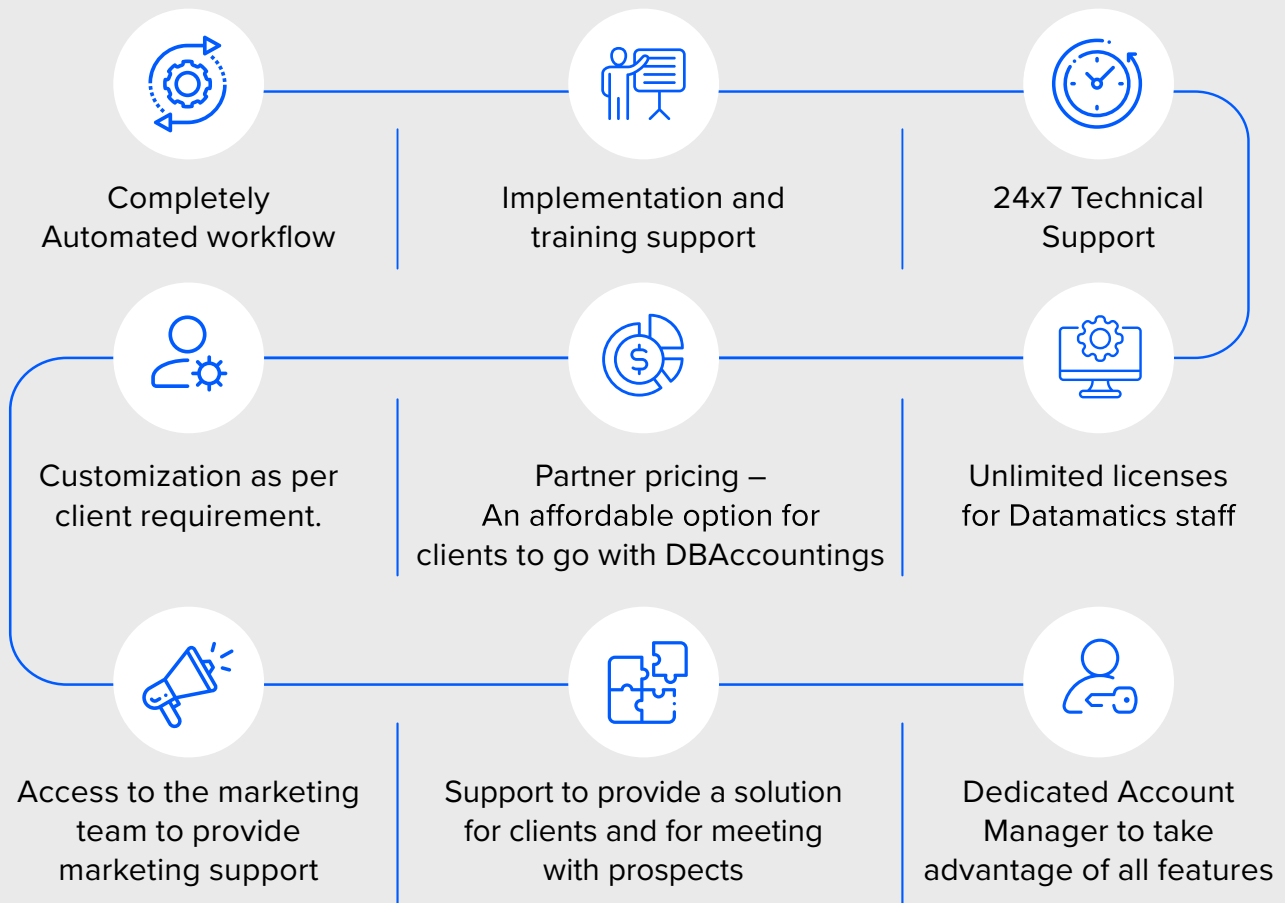 Completely
Automated workflow
Implementation and
training support
24x7 Technical
Support
Customization as per
client requirement.
Partner pricing –
An affordable option for
clients to go with DBAccountings
Unlimited licenses
for Datamatics staff
Access to the marketing
team to provide
marketing support
Support to provide a solution
for clients and for meeting
with prospects
Dedicated Account
Manager to take
advantage of all features